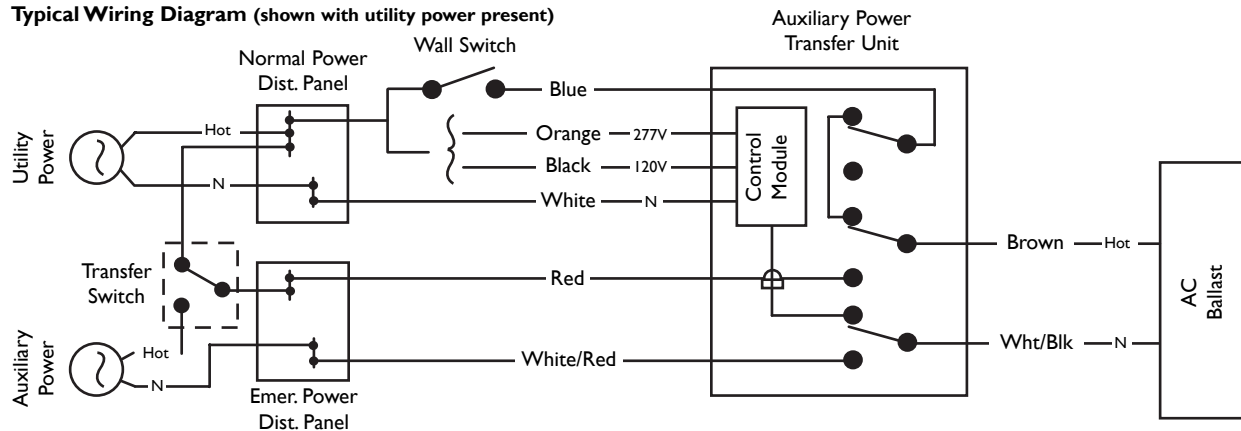 Typical Wiring Diagram (shown with utility power present)
Auxiliary Power
Transfer Unit
Normal Power
Dist. Panel
Wall Switch
Blue
Utility
Power
Hot
Orange 277V
Black 120V
N
White N
Control
Module
Brown Hot
Transfer
Switch
Red
AC
Ballast
Auxiliary
Power
Hot
N
White/Red
Wht/Blk N
Emer. Power
Dist. Panel